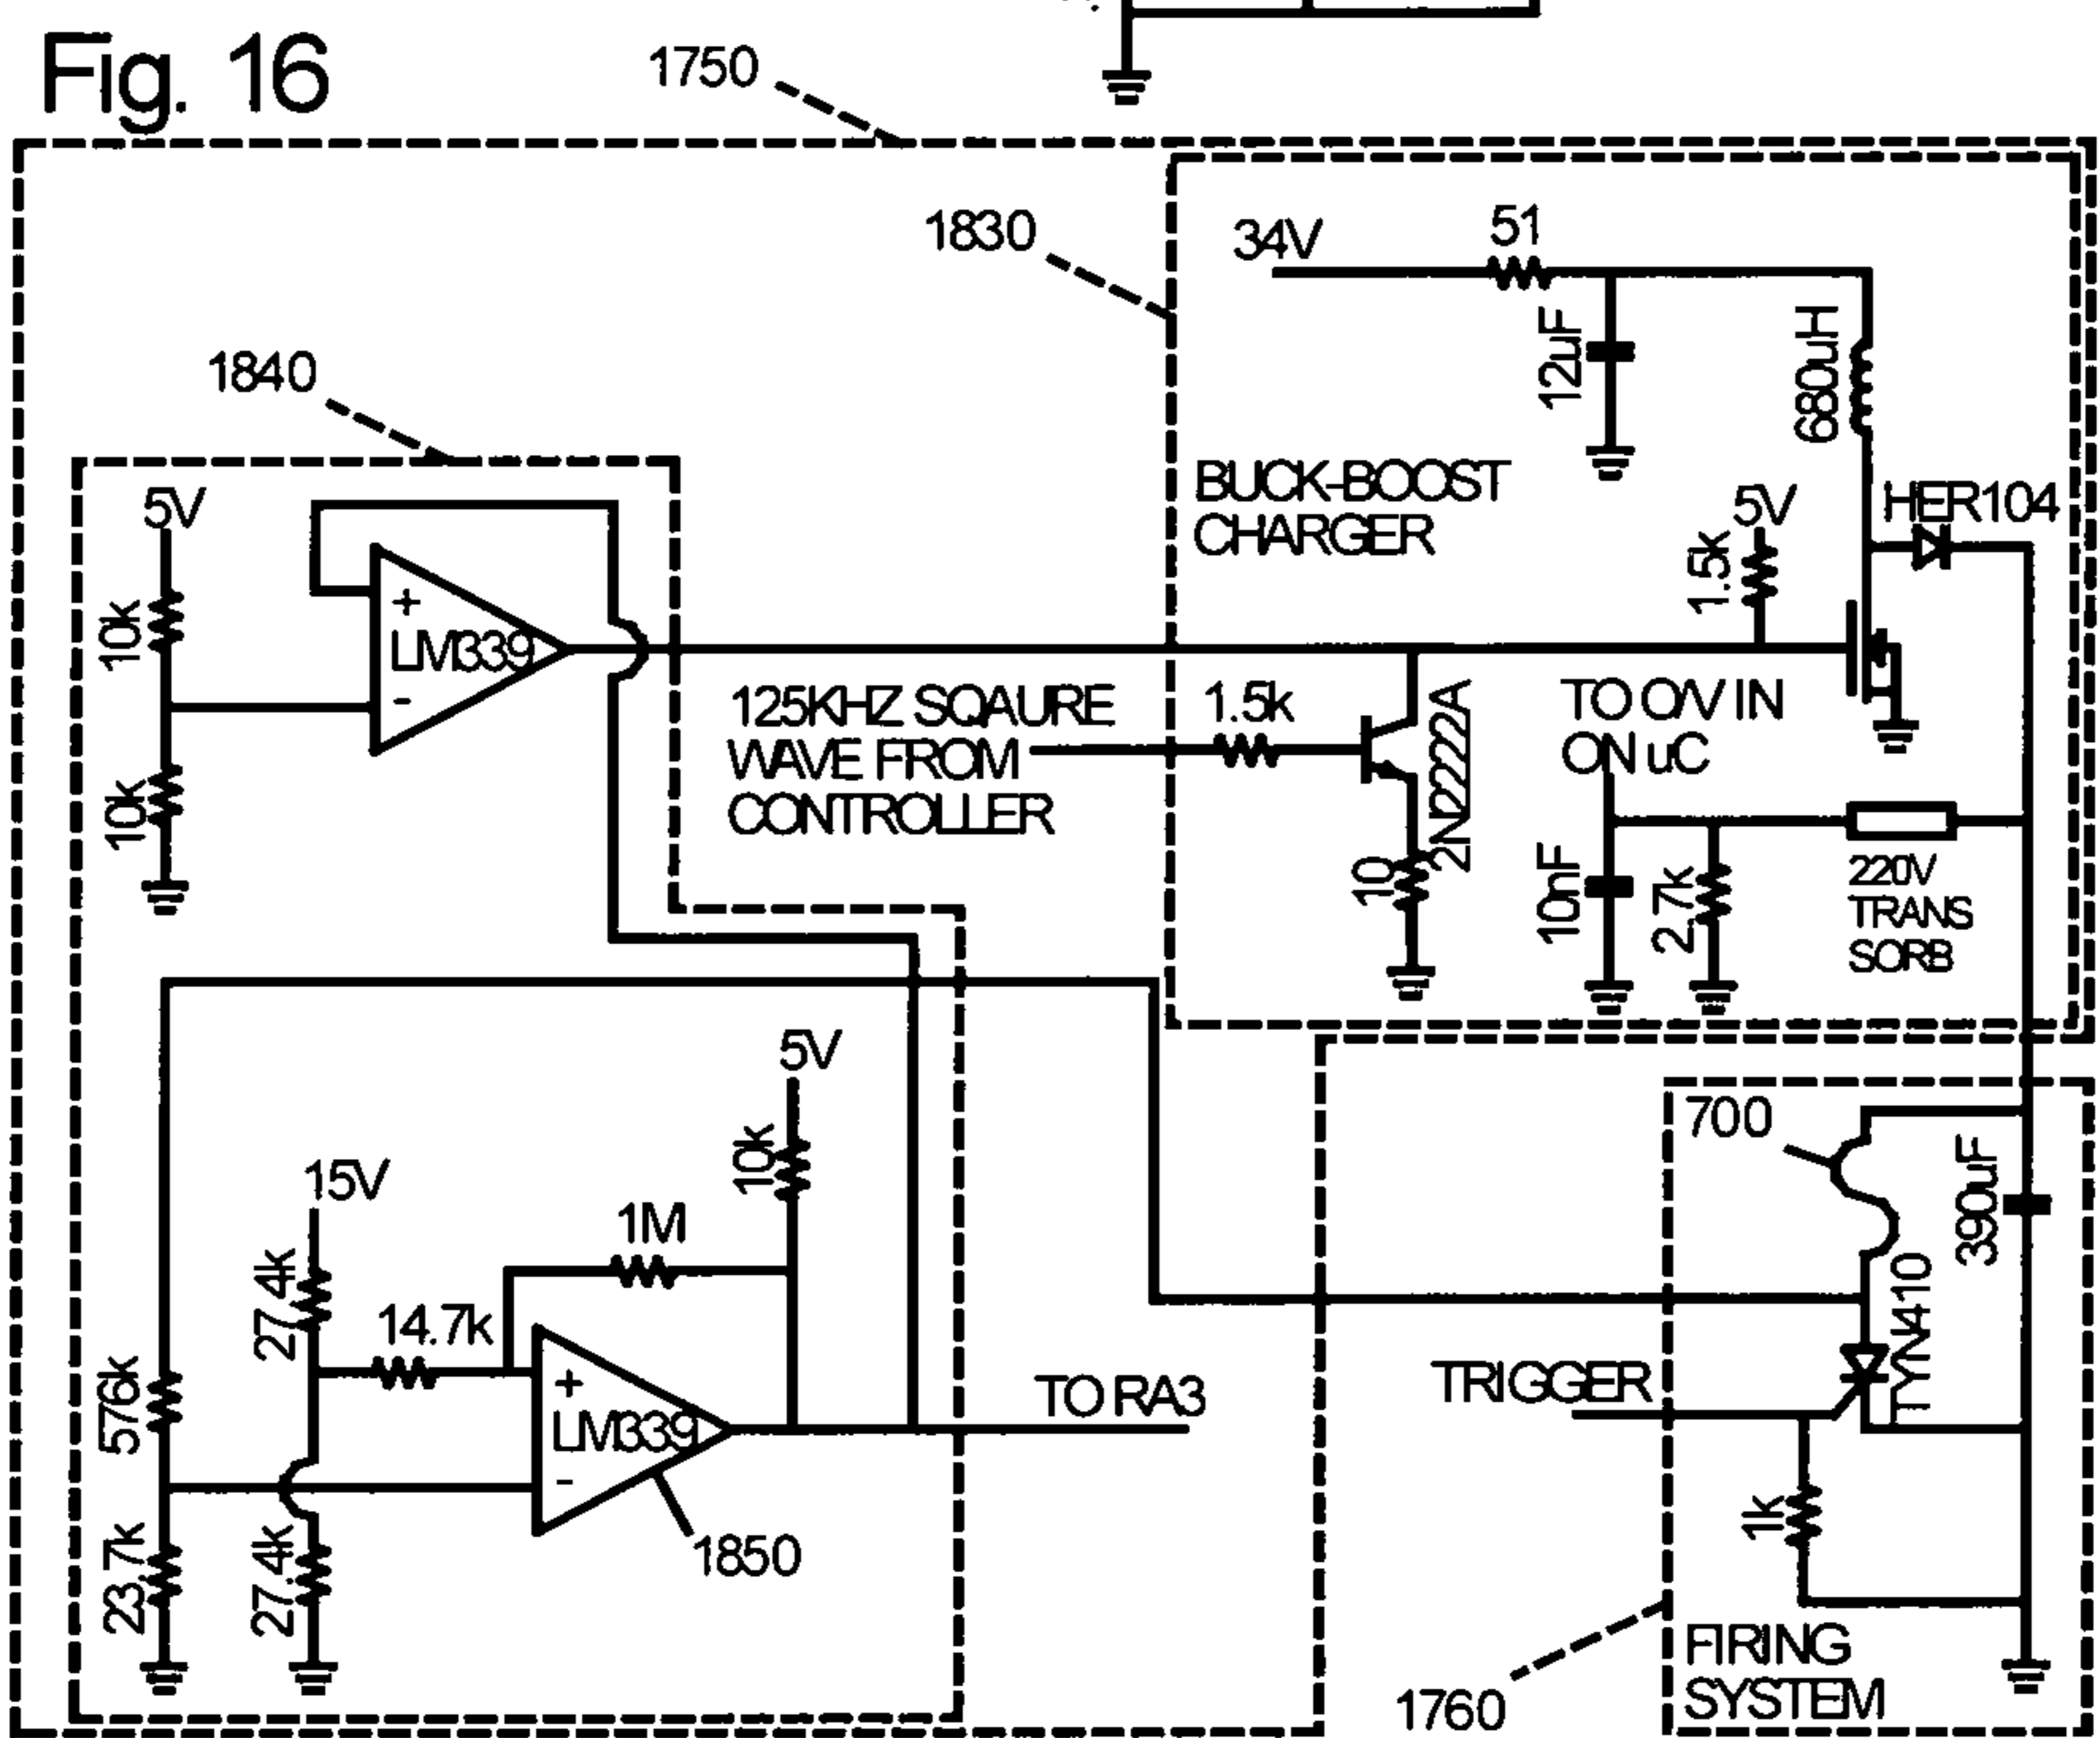 Fig. 16
1750
1830
34V
51
12uF
680uH
1840
BUCK-BOOST
CHARGER
5V
HER104
1.5k
5V
10k
+
LM339
-
10k
125KHZ SQAURE
WAVE FROM
CONTROLLER
1.5k
2N2222A
10
TO O/V IN
ON uC
10nF
2.7k
220V
TRANS
SORB
5V
10k
700
390uF
15V
1M
27.4k
14.7k
576k
+
LM339
-
TO RA3
TRIGGER
TYN410
1850
23.7k
27.4k
1k
1760
FIRING
SYSTEM